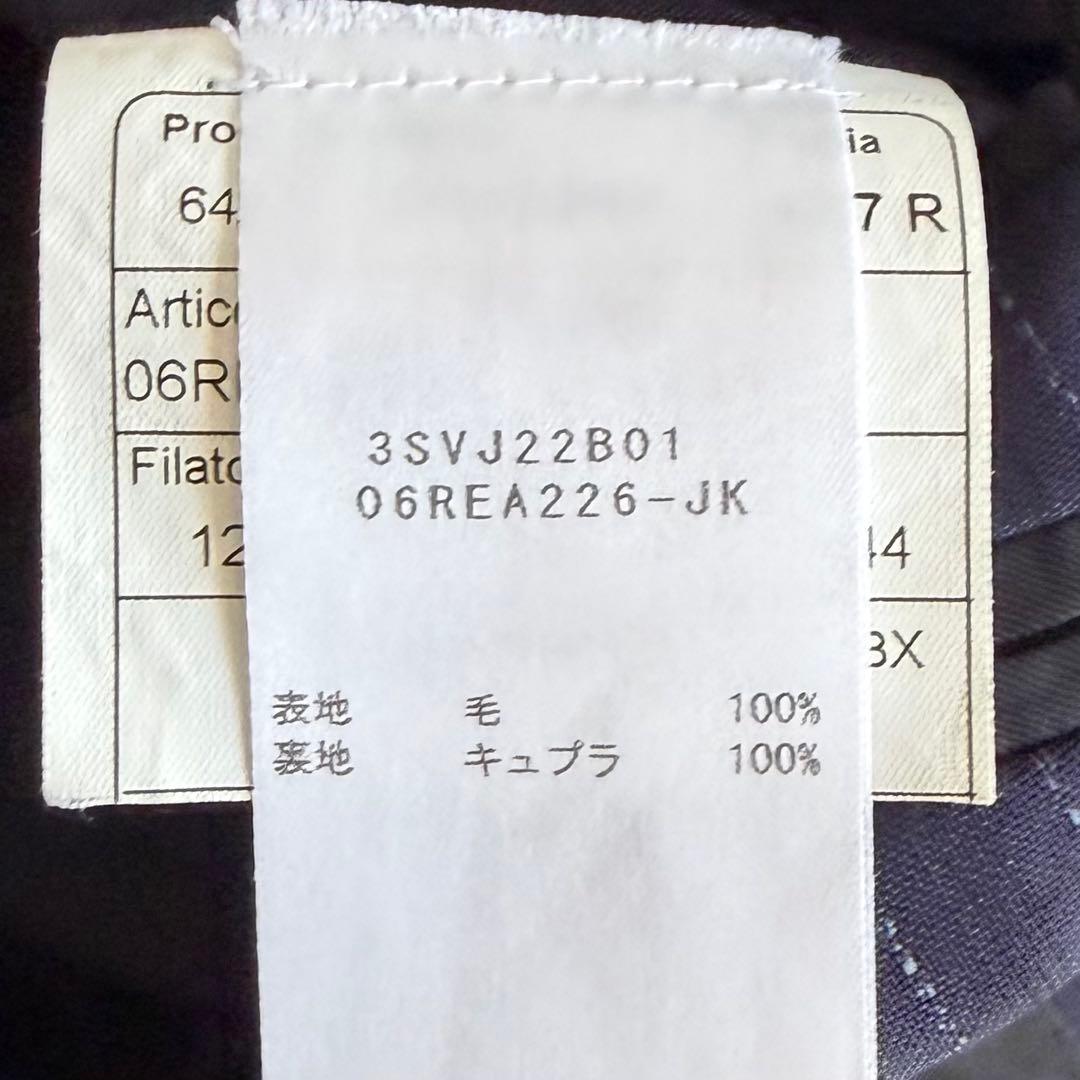 Pro
ia
64
7 R
Artic
06R
3SVJ22B01
06REA226-JK
Filato
12
44
3X
表地 毛 100%
裏地 キュプラ 100%